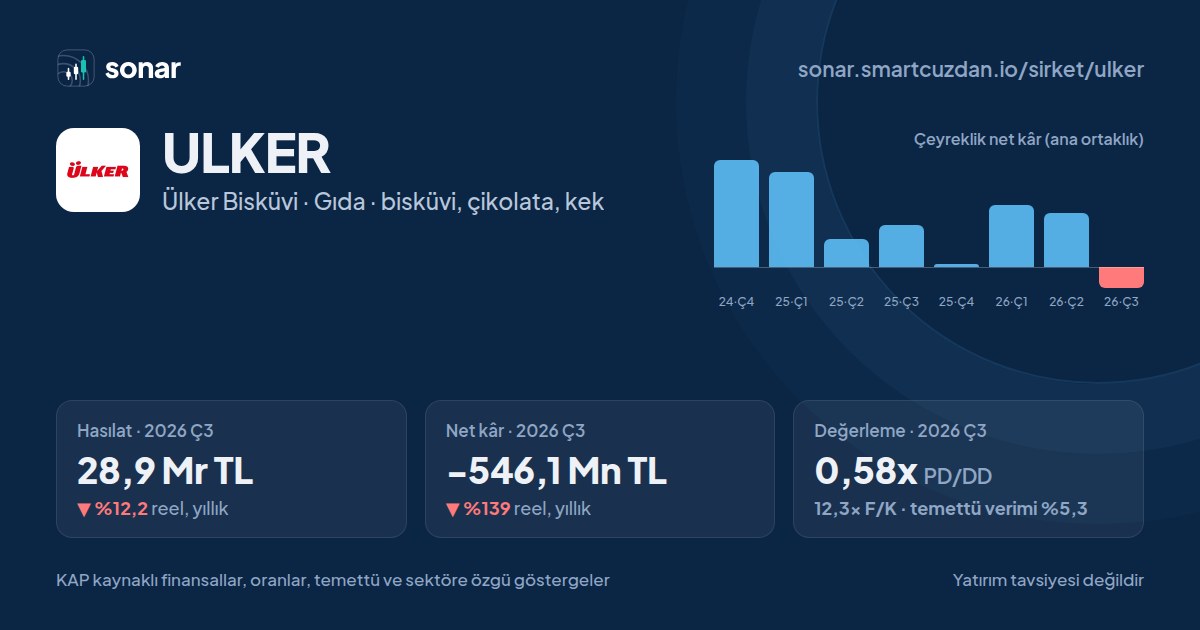 sonar
sonar.smartcuzdan.io/sirket/ulker
ÜLKER
ULKER
Ülker Bisküvi · Gıda · bisküvi, çikolata, kek
Çeyreklik net kâr (ana ortaklık)
24·Ç4 25·Ç1 25·Ç2 25·Ç3 25·Ç4 26·Ç1 26·Ç2 26·Ç3
Hasılat · 2026 Ç3
28,9 Mr TL
▼ %12,2 reel, yıllık
Net kâr · 2026 Ç3
−546,1 Mn TL
▼ %139 reel, yıllık
Değerleme · 2026 Ç3
0,58x PD/DD
12,3× F/K · temettü verimi %5,3
KAP kaynaklı finansallar, oranlar, temettü ve sektöre özgü göstergeler
Yatırım tavsiyesi değildir